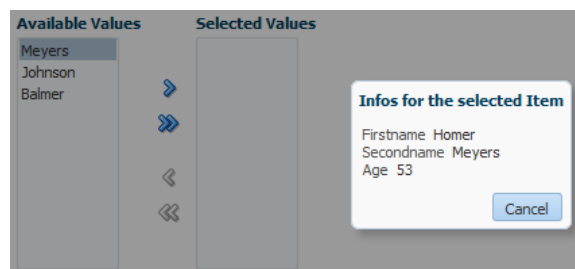 Available Values
Selected Values
Meyers
Johnson
Balmer
Infos for the selected Item
Firstname Homer
Secondname Meyers
Age 53
Cancel